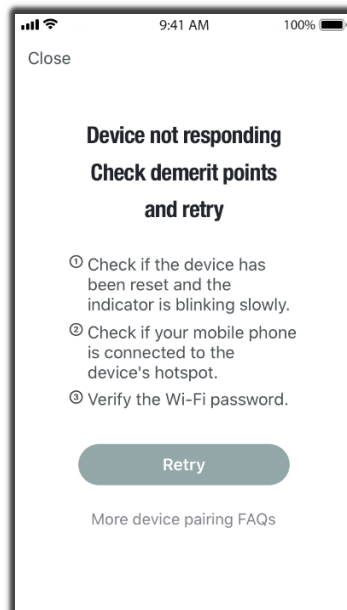 9:41 AM 100%
Close
Device not responding
Check demerit points
and retry
① Check if the device has
been reset and the
indicator is blinking slowly.
② Check if your mobile phone
is connected to the
device's hotspot.
③ Verify the Wi-Fi password.
Retry
More device pairing FAQs